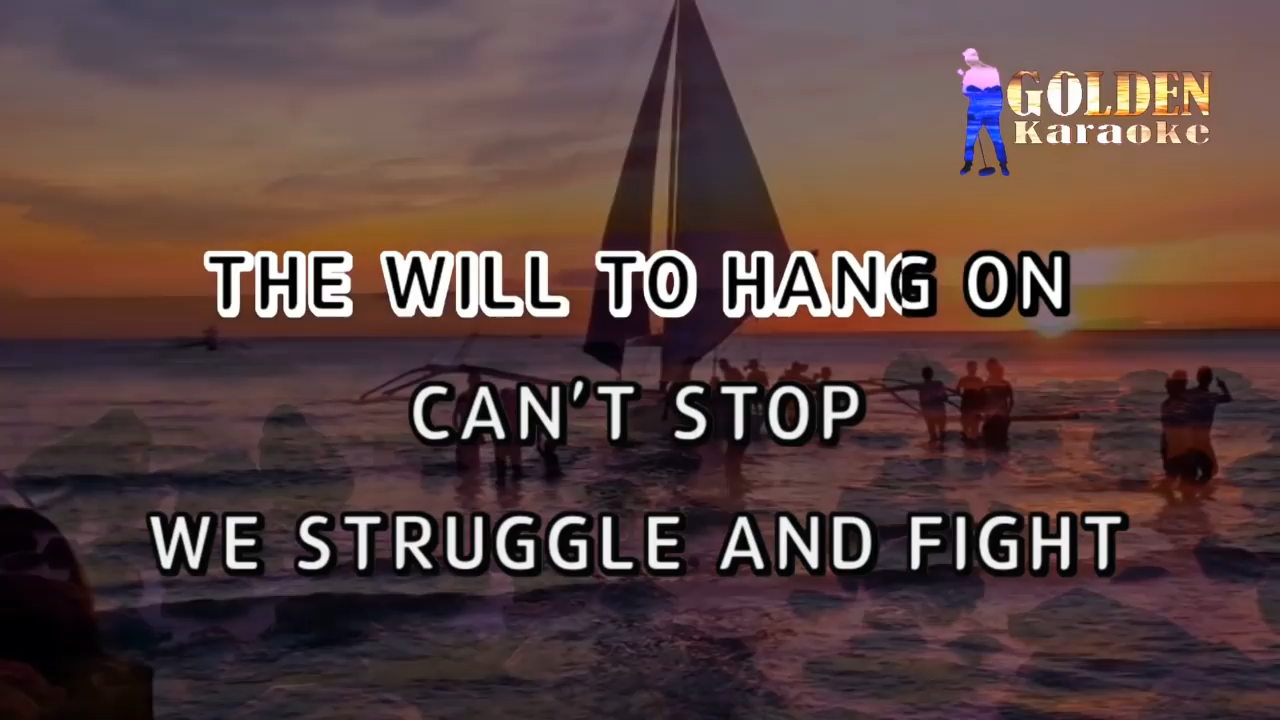 GOLDEN
Karaoke
THE WILL TO HANG ON
CAN'T STOP
WE STRUGGLE AND FIGHT